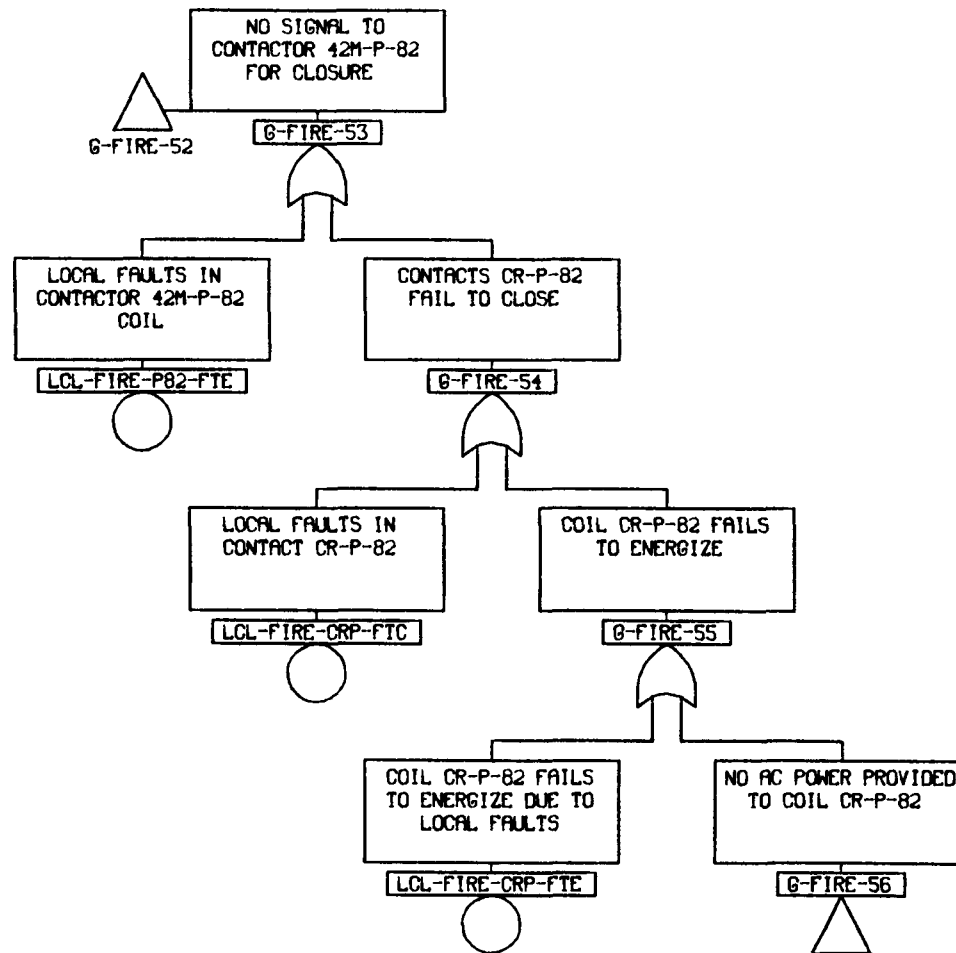 NO SIGNAL TO
CONTACTOR 42M-P-82
FOR CLOSURE
G-FIRE-52
G-FIRE-53
LOCAL FAULTS IN
CONTACTOR 42M-P-82
COIL
CONTACTS CR-P-82
FAIL TO CLOSE
LCL-FIRE-P82-FTE
G-FIRE-54
LOCAL FAULTS IN
CONTACT CR-P-82
COIL CR-P-82 FAILS
TO ENERGIZE
LCL-FIRE-CRP-FTC
G-FIRE-55
COIL CR-P-82 FAILS
TO ENERGIZE DUE TO
LOCAL FAULTS
NO AC POWER PROVIDED
TO COIL CR-P-82
LCL-FIRE-CRP-FTE
G-FIRE-56